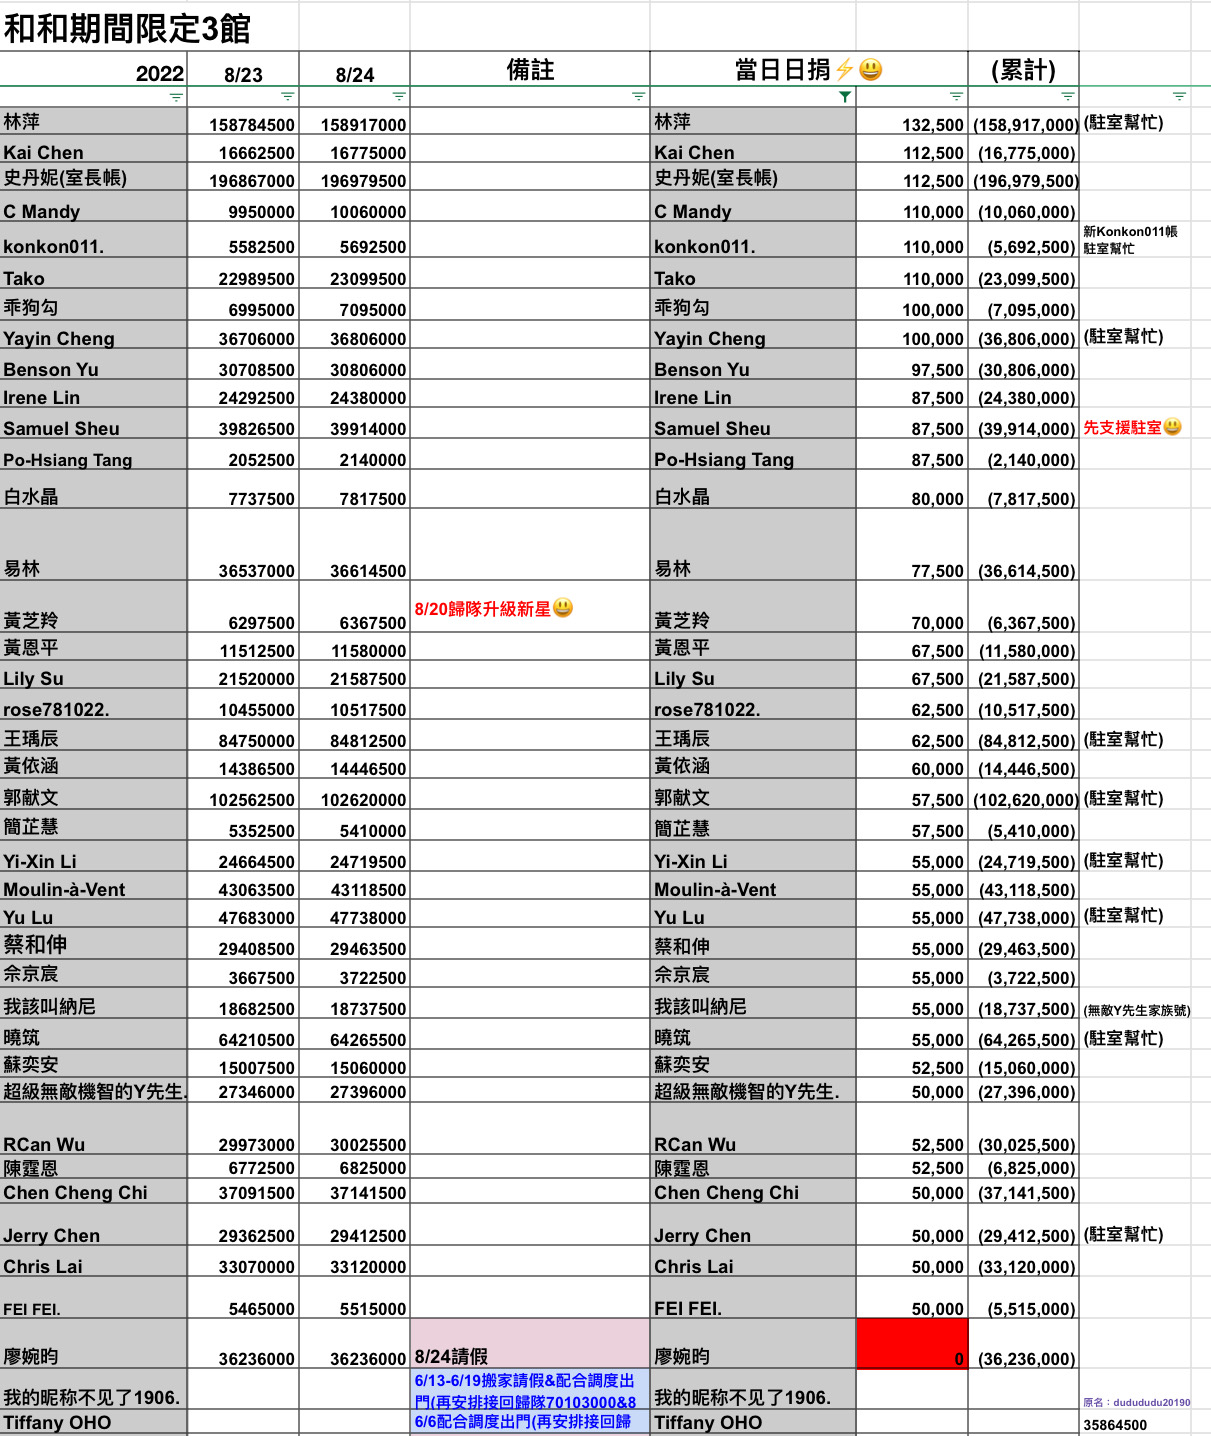 和和期間限定3館
2022 8/23 8/24 備註 當日日捐⚡😃 (累計)
林萍 158784500 158917000 林萍 132,500 (158,917,000) (駐室幫忙)
Kai Chen 16662500 16775000 Kai Chen 112,500 (16,775,000)
史丹妮(室長帳) 196867000 196979500 史丹妮(室長帳) 112,500 (196,979,500)
C Mandy 9950000 10060000 C Mandy 110,000 (10,060,000)
konkon011. 5582500 5692500 konkon011. 110,000 (5,692,500) 新Konkon011帳
駐室幫忙
Tako 22989500 23099500 Tako 110,000 (23,099,500)
乖狗勾 6995000 7095000 乖狗勾 100,000 (7,095,000)
Yayin Cheng 36706000 36806000 Yayin Cheng 100,000 (36,806,000) (駐室幫忙)
Benson Yu 30708500 30806000 Benson Yu 97,500 (30,806,000)
Irene Lin 24292500 24380000 Irene Lin 87,500 (24,380,000)
Samuel Sheu 39826500 39914000 Samuel Sheu 87,500 (39,914,000) 先支援駐室😃
Po-Hsiang Tang 2052500 2140000 Po-Hsiang Tang 87,500 (2,140,000)
白水晶 7737500 7817500 白水晶 80,000 (7,817,500)
易林 36537000 36614500 易林 77,500 (36,614,500)
黃芝羚 6297500 6367500 8/20歸隊升級新星😃 黃芝羚 70,000 (6,367,500)
黃恩平 11512500 11580000 黃恩平 67,500 (11,580,000)
Lily Su 21520000 21587500 Lily Su 67,500 (21,587,500)
rose781022. 10455000 10517500 rose781022. 62,500 (10,517,500)
王瑀辰 84750000 84812500 王瑀辰 62,500 (84,812,500) (駐室幫忙)
黃依涵 14386500 14446500 黃依涵 60,000 (14,446,500)
郭献文 102562500 102620000 郭献文 57,500 (102,620,000) (駐室幫忙)
簡芷慧 5352500 5410000 簡芷慧 57,500 (5,410,000)
Yi-Xin Li 24664500 24719500 Yi-Xin Li 55,000 (24,719,500) (駐室幫忙)
Moulin-à-Vent 43063500 43118500 Moulin-à-Vent 55,000 (43,118,500)
Yu Lu 47683000 47738000 Yu Lu 55,000 (47,738,000) (駐室幫忙)
蔡和伸 29408500 29463500 蔡和伸 55,000 (29,463,500)
佘京宸 3667500 3722500 佘京宸 55,000 (3,722,500)
我該叫納尼 18682500 18737500 我該叫納尼 55,000 (18,737,500) (無敵Y先生家族號)
曉筑 64210500 64265500 曉筑 55,000 (64,265,500) (駐室幫忙)
蘇奕安 15007500 15060000 蘇奕安 52,500 (15,060,000)
超級無敵機智的Y先生. 27346000 27396000 超級無敵機智的Y先生. 50,000 (27,396,000)
RCan Wu 29973000 30025500 RCan Wu 52,500 (30,025,500)
陳霆恩 6772500 6825000 陳霆恩 52,500 (6,825,000)
Chen Cheng Chi 37091500 37141500 Chen Cheng Chi 50,000 (37,141,500)
Jerry Chen 29362500 29412500 Jerry Chen 50,000 (29,412,500) (駐室幫忙)
Chris Lai 33070000 33120000 Chris Lai 50,000 (33,120,000)
FEI FEI. 5465000 5515000 FEI FEI. 50,000 (5,515,000)
廖婉昀 36236000 36236000 8/24請假 廖婉昀 0 (36,236,000)
6/13-6/19搬家請假&配合調度出
我的昵称不见了1906. 門(再安排接回歸隊70103000&8 我的昵称不见了1906. 原名：dudududu20190
Tiffany OHO 6/6配合調度出門(再安排接回歸 Tiffany OHO 35864500